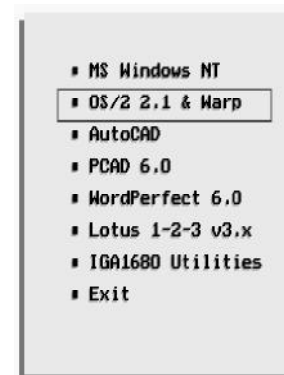 MS Windows NT
OS/2 2.1 & Warp
AutoCAD
PCAD 6.0
WordPerfect 6.0
Lotus 1-2-3 v3.x
IGA1680 Utilities
Exit